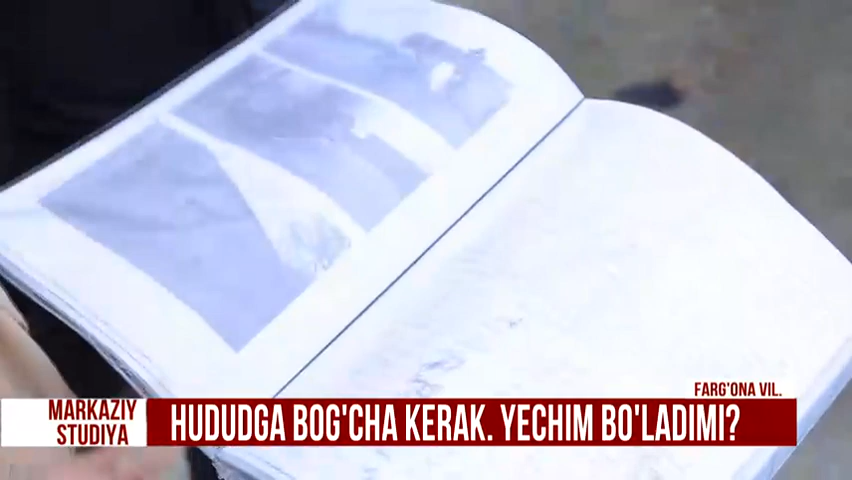 FARG'ONA VIL.
MARKAZIY
STUDIYA
HUDUDGA BOG'CHA KERAK. YECHIM BO'LADIMI?